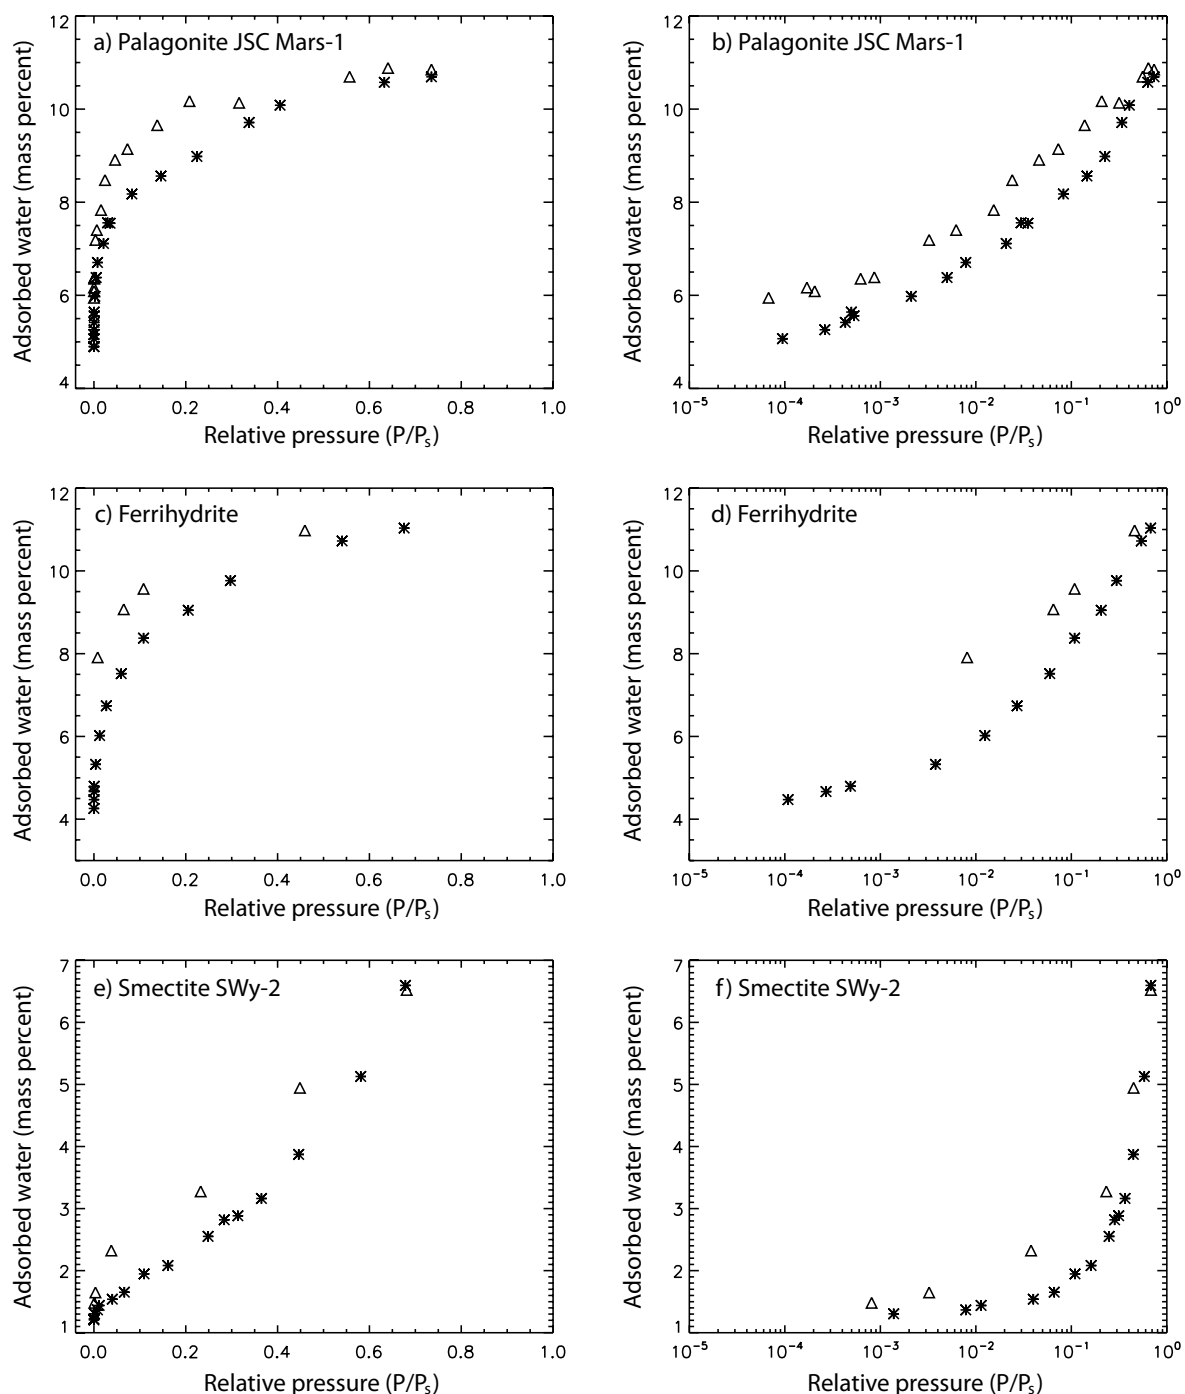 a) Palagonite JSC Mars-1
Adsorbed water (mass percent)
12
10
8
6
4
0.0 0.2 0.4 0.6 0.8 1.0
Relative pressure (P/Pₛ)
b) Palagonite JSC Mars-1
Adsorbed water (mass percent)
12
10
8
6
4
10⁻⁵ 10⁻⁴ 10⁻³ 10⁻² 10⁻¹ 10⁰
Relative pressure (P/Pₛ)
c) Ferrihydrite
Adsorbed water (mass percent)
12
10
8
6
4
0.0 0.2 0.4 0.6 0.8 1.0
Relative pressure (P/Pₛ)
d) Ferrihydrite
Adsorbed water (mass percent)
12
10
8
6
4
10⁻⁵ 10⁻⁴ 10⁻³ 10⁻² 10⁻¹ 10⁰
Relative pressure (P/Pₛ)
e) Smectite SWy-2
Adsorbed water (mass percent)
7
6
5
4
3
2
1
0.0 0.2 0.4 0.6 0.8 1.0
Relative pressure (P/Pₛ)
f) Smectite SWy-2
Adsorbed water (mass percent)
7
6
5
4
3
2
1
10⁻⁵ 10⁻⁴ 10⁻³ 10⁻² 10⁻¹ 10⁰
Relative pressure (P/Pₛ)